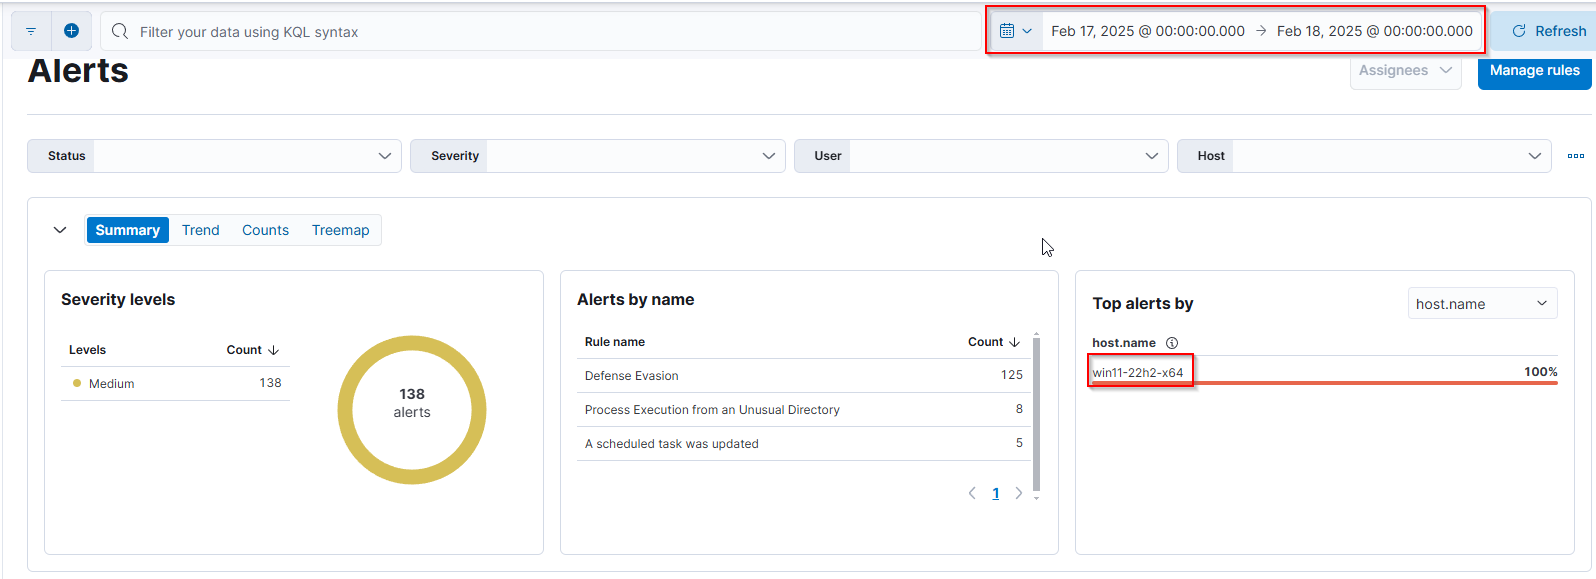 Filter your data using KQL syntax
Feb 17, 2025 @ 00:00:00.000 → Feb 18, 2025 @ 00:00:00.000
Refresh
Alerts
Assignees
Manage rules
Status
Severity
User
Host
Summary Trend Counts Treemap
Severity levels
Levels Count ↓
Medium 138
138
alerts
Alerts by name
Rule name Count ↓
Defense Evasion 125
Process Execution from an Unusual Directory 8
A scheduled task was updated 5
1
Top alerts by
host.name
host.name
win11-22h2-x64 100%